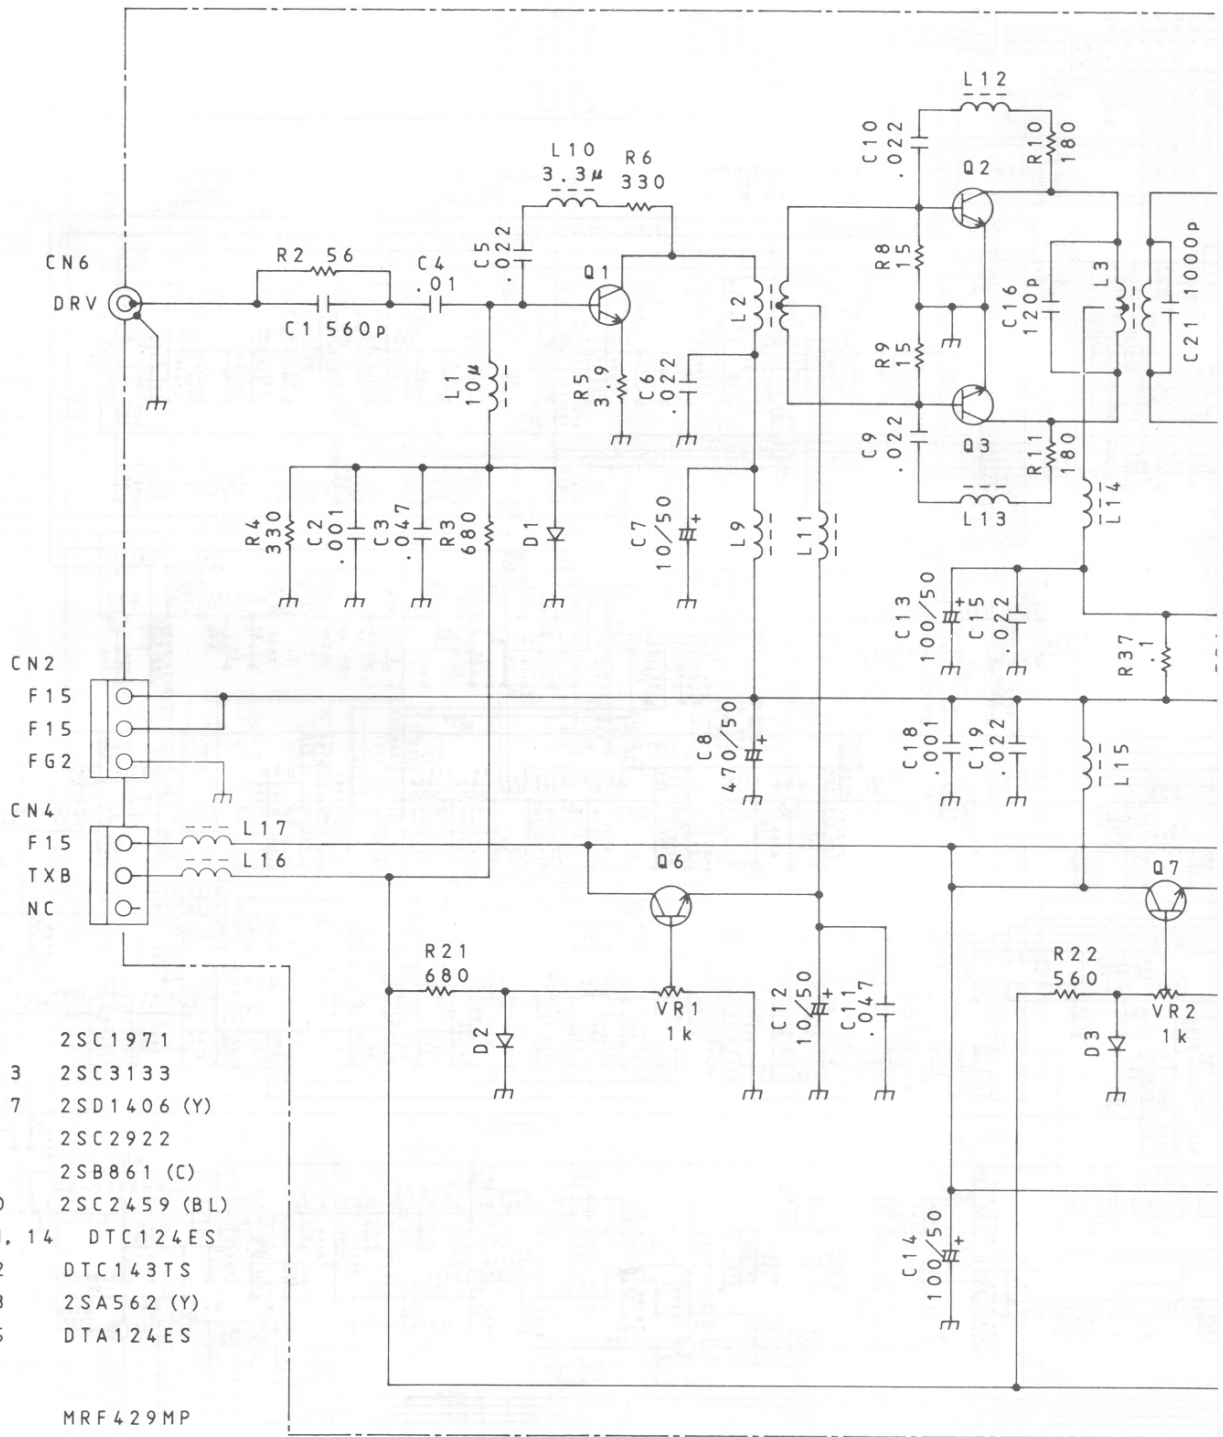 L12
C10
.022
R10
180
L10
3.3μ
R6
330
Q2
CN6
DRV
R2 56
C4
.01
C5
.022
Q1
C1 560p
R8
15
L2
C16
120p
L3
1000p
C21
L1
10μ
R5
3.9
C6
.022
R9
15
C9
.022
Q3
R11
180
L13
L14
R4
330
C2
.001
C3
.047
R3
680
D1
C7
10/50
+
L9
L11
C13
100/50
+
C15
.022
R37
.1
CN2
F15
F15
FG2
C8
470/50
+
C18
.001
C19
.022
L15
CN4
F15
TXB
NC
L17
L16
Q6
Q7
R21
680
VR1
1k
D2
C12
10/50
+
C11
.047
R22
560
VR2
1k
D3
C14
100/50
+
2SC1971
3 2SC3133
7 2SD1406 (Y)
2SC2922
2SB861 (C)
2SC2459 (BL)
, 14 DTC124ES
DTC143TS
2SA562 (Y)
DTA124ES
MRF429MP